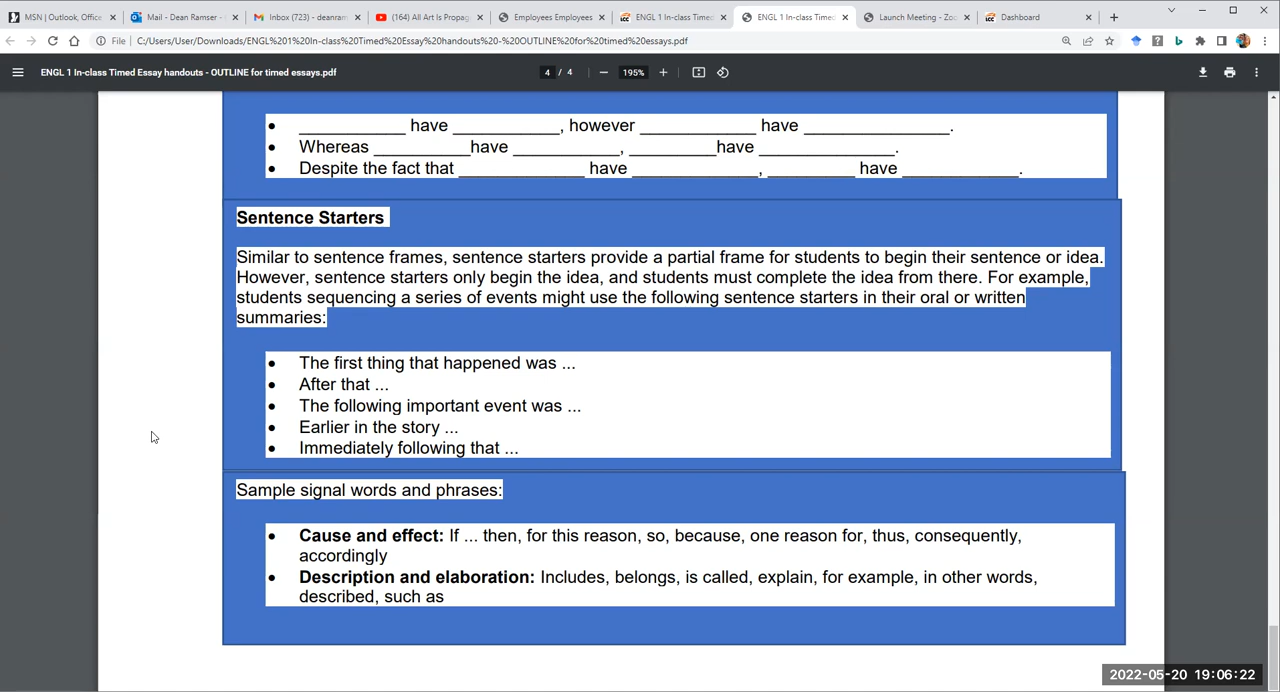 MSN | Outlook, Office
Mail - Dean Ramser -
Inbox (723) - deanram
(164) All Art Is Propag
Employees Employees
ENGL 1 In-class Timed
ENGL 1 In-class Timed
Launch Meeting - Zoo
Dashboard
File | C:/Users/User/Downloads/ENGL%201%20In-class%20Timed%20Essay%20handouts%20-%20OUTLINE%20for%20timed%20essays.pdf
ENGL 1 In-class Timed Essay handouts - OUTLINE for timed essays.pdf
4 / 4
195%
• ___________ have ___________, however ____________ have _______________.
• Whereas __________have ___________, _________have ______________.
• Despite the fact that _____________ have _____________, _________ have ____________.
Sentence Starters
Similar to sentence frames, sentence starters provide a partial frame for students to begin their sentence or idea.
However, sentence starters only begin the idea, and students must complete the idea from there. For example,
students sequencing a series of events might use the following sentence starters in their oral or written
summaries:
• The first thing that happened was ...
• After that ...
• The following important event was ...
• Earlier in the story ...
• Immediately following that ...
Sample signal words and phrases:
• Cause and effect: If ... then, for this reason, so, because, one reason for, thus, consequently,
accordingly
• Description and elaboration: Includes, belongs, is called, explain, for example, in other words,
described, such as
2022-05-20 19:06:22